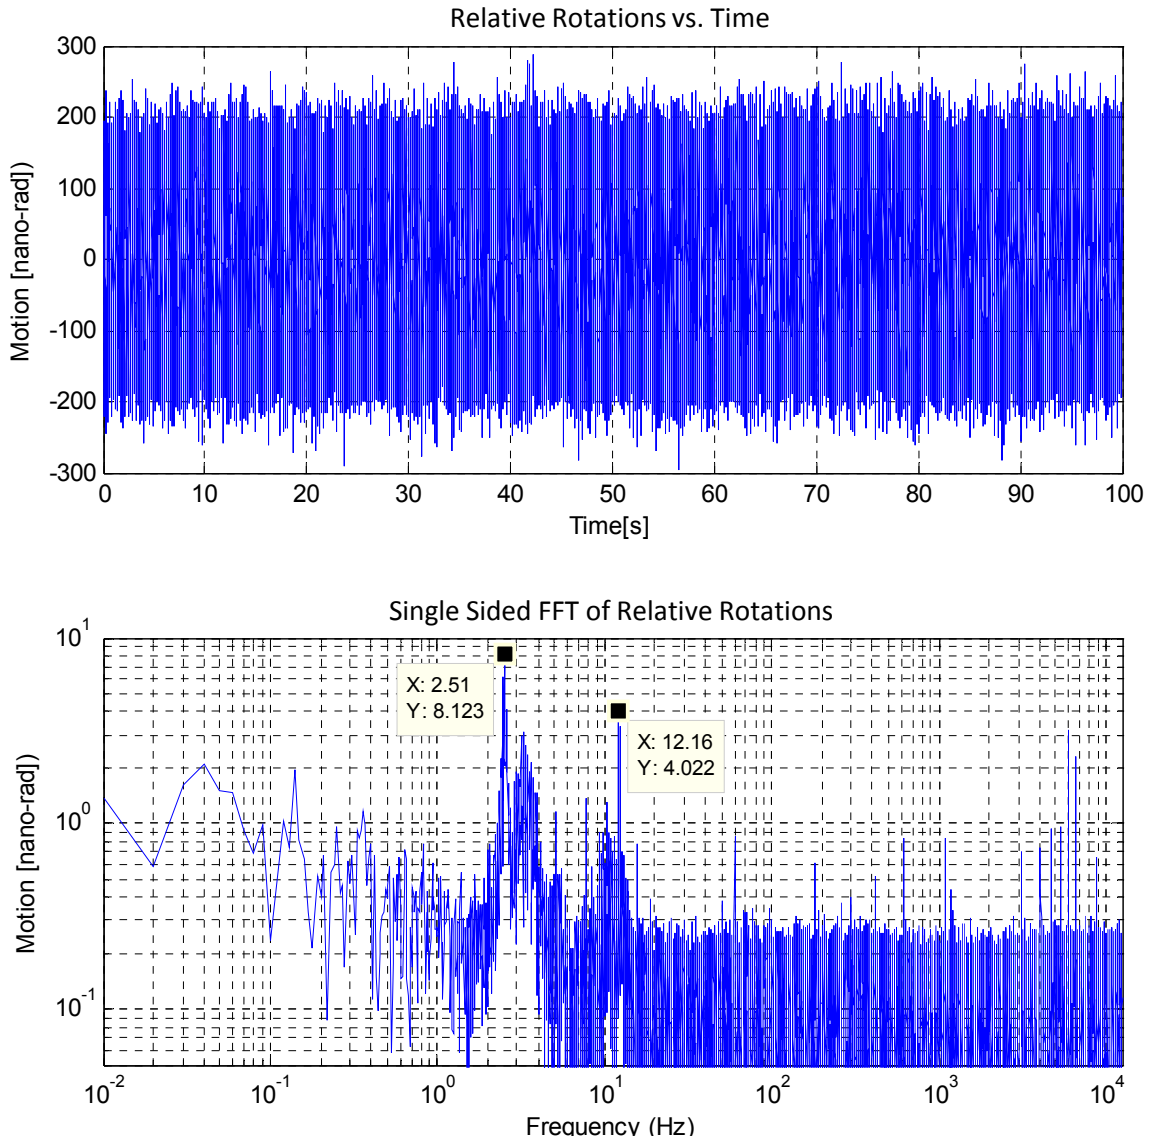 Relative Rotations vs. Time
300
200
100
0
-100
-200
-300
Motion [nano-rad])
0 10 20 30 40 50 60 70 80 90 100
Time[s]
Single Sided FFT of Relative Rotations
10^1
10^0
10^-1
Motion [nano-rad])
X: 2.51
Y: 8.123
X: 12.16
Y: 4.022
10^-2 10^-1 10^0 10^1 10^2 10^3 10^4
Frequency (Hz)